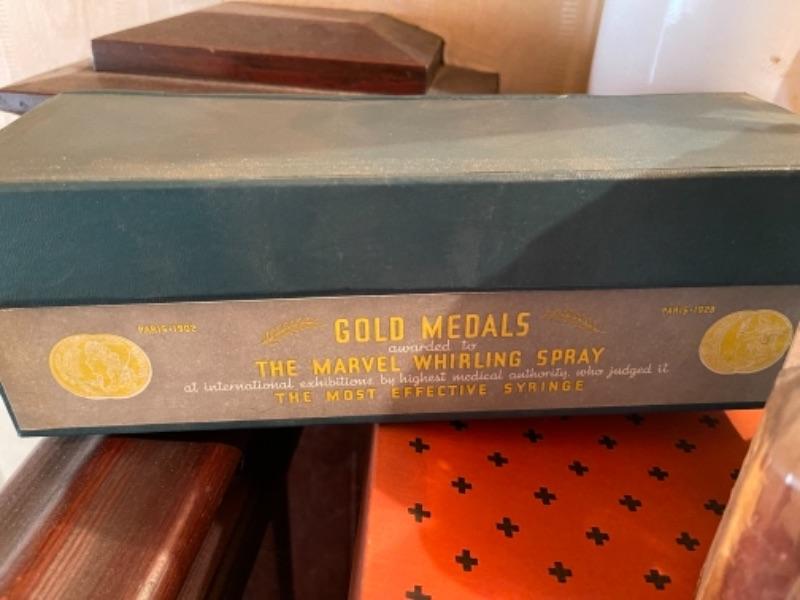 PARIS·1902
GOLD MEDALS
PARIS·1928
awarded to
THE MARVEL WHIRLING SPRAY
at international exhibitions by highest medical authority, who judged it
THE MOST EFFECTIVE SYRINGE